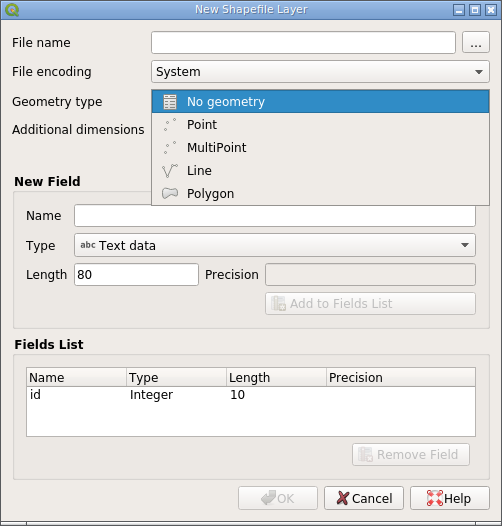 New Shapefile Layer
File name
...
File encoding System
Geometry type No geometry
Additional dimensions Point
MultiPoint
Line
Polygon
New Field
Name
Type abc Text data
Length 80 Precision
Add to Fields List
Fields List
Name Type Length Precision
id Integer 10
Remove Field
OK Cancel Help